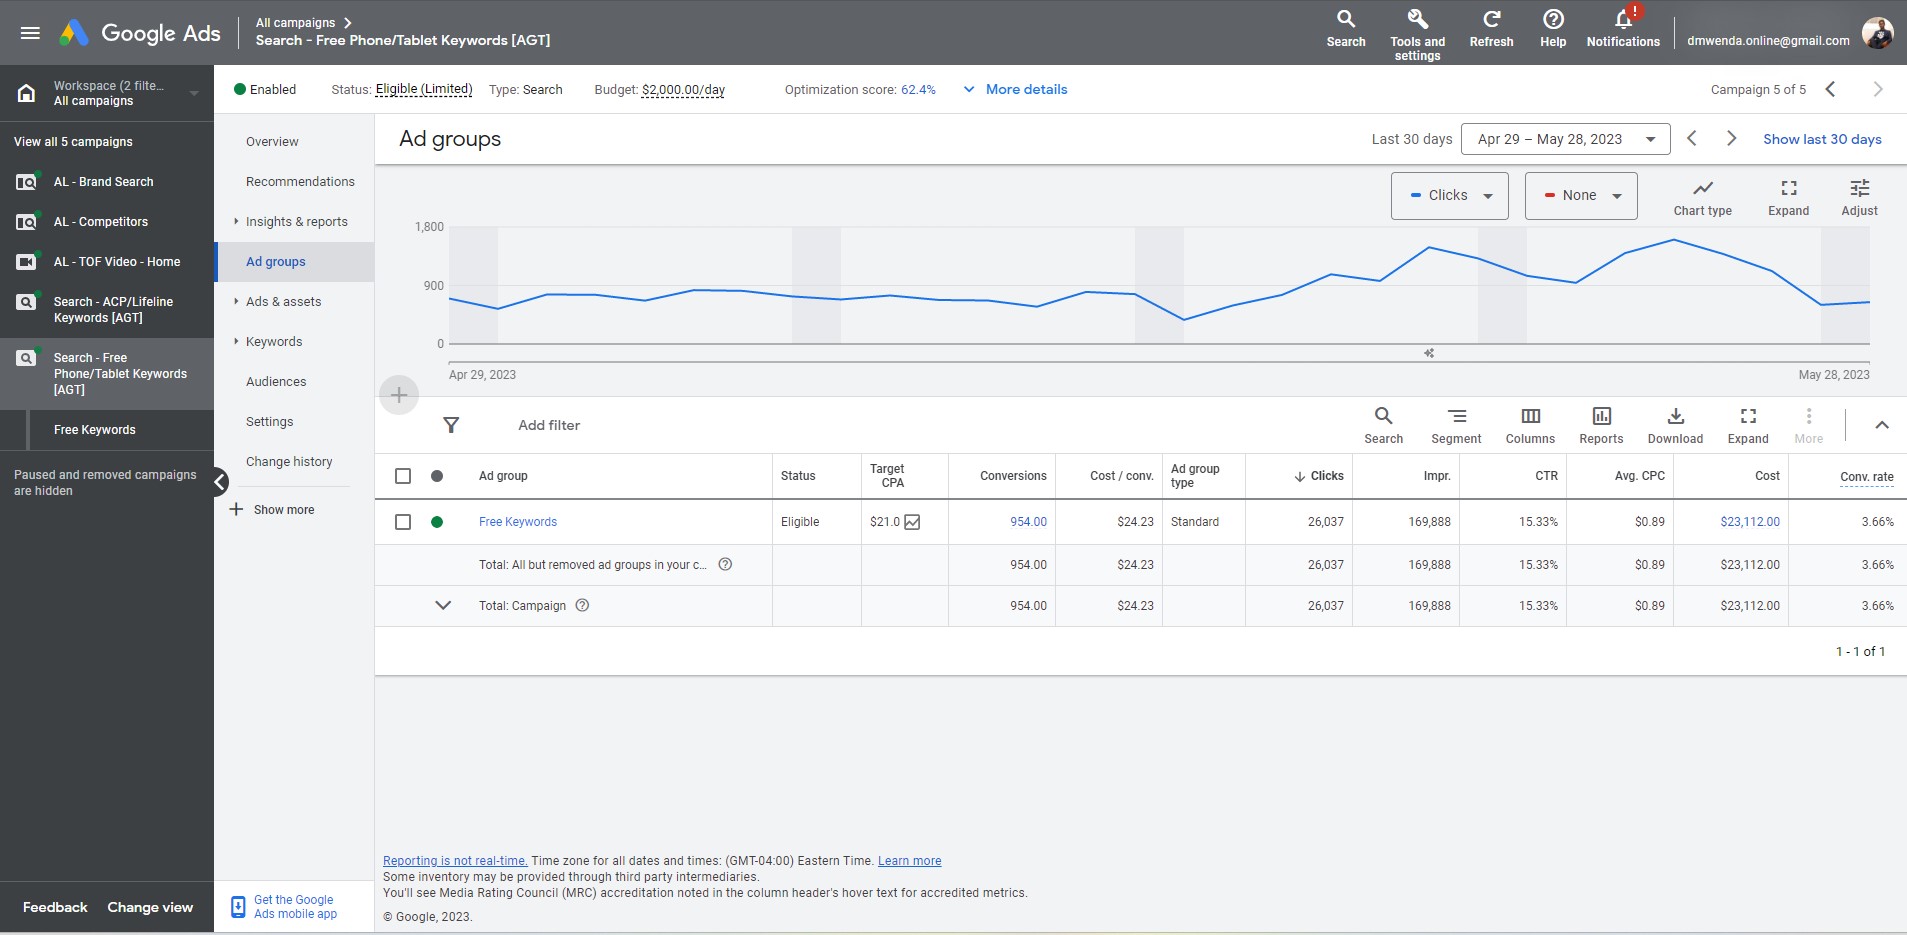 Google Ads
All campaigns
Search - Free Phone/Tablet Keywords [AGT]
Search
Tools and
settings
Refresh
Help
!
Notifications
dmwenda.online@gmail.com
Workspace (2 filte...
All campaigns
View all 5 campaigns
AL - Brand Search
AL - Competitors
AL - TOF Video - Home
Search - ACP/Lifeline
Keywords [AGT]
Search - Free
Phone/Tablet Keywords
[AGT]
Free Keywords
Paused and removed campaigns
are hidden
Feedback Change view
Enabled Status: Eligible (Limited) Type: Search Budget: $2,000.00/day Optimization score: 62.4% More details Campaign 5 of 5
Overview
Recommendations
Insights & reports
Ad groups
Ads & assets
Keywords
Audiences
Settings
Change history
Show more
Get the Google
Ads mobile app
Ad groups Last 30 days Apr 29 – May 28, 2023 Show last 30 days
Clicks None Chart type Expand Adjust
1,800
900
0
Apr 29, 2023 May 28, 2023
Add filter Search Segment Columns Reports Download Expand More
Ad group Status Target CPA Conversions Cost / conv. Ad group type Clicks Impr. CTR Avg. CPC Cost Conv. rate
Free Keywords Eligible $21.0 954.00 $24.23 Standard 26,037 169,888 15.33% $0.89 $23,112.00 3.66%
Total: All but removed ad groups in your c... 954.00 $24.23 26,037 169,888 15.33% $0.89 $23,112.00 3.66%
Total: Campaign 954.00 $24.23 26,037 169,888 15.33% $0.89 $23,112.00 3.66%
1 - 1 of 1
Reporting is not real-time. Time zone for all dates and times: (GMT-04:00) Eastern Time. Learn more
Some inventory may be provided through third party intermediaries.
You'll see Media Rating Council (MRC) accreditation noted in the column header's hover text for accredited metrics.
© Google, 2023.